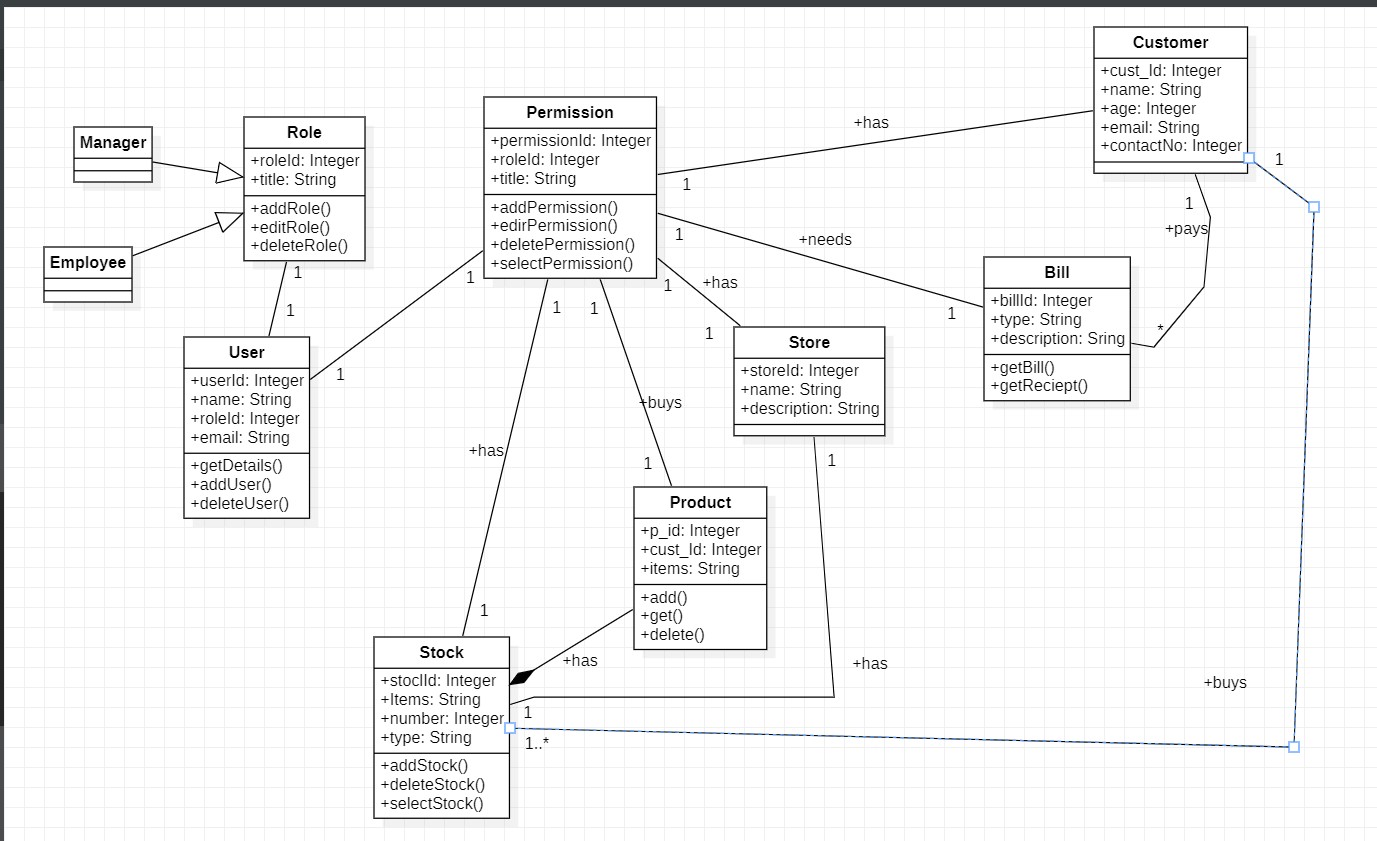 Customer
+cust_Id: Integer
+name: String
+age: Integer
+email: String
+contactNo: Integer
Permission
+permissionId: Integer
+roleId: Integer
+title: String
+addPermission()
+edirPermission()
+deletePermission()
+selectPermission()
Role
+roleId: Integer
+title: String
+addRole()
+editRole()
+deleteRole()
Manager
Employee
+has
1
1
1
+pays
*
1
+needs
1
Bill
+billId: Integer
+type: String
+description: Sring
+getBill()
+getReciept()
1
+has
1
Store
+storeId: Integer
+name: String
+description: String
1
1
User
+userId: Integer
+name: String
+roleId: Integer
+email: String
+getDetails()
+addUser()
+deleteUser()
1
1
1
1
+buys
1
+has
1
1
+has
1
Product
+p_id: Integer
+cust_Id: Integer
+items: String
+add()
+get()
+delete()
+has
Stock
+stoclId: Integer
+Items: String
+number: Integer
+type: String
+addStock()
+deleteStock()
+selectStock()
1..*
+buys